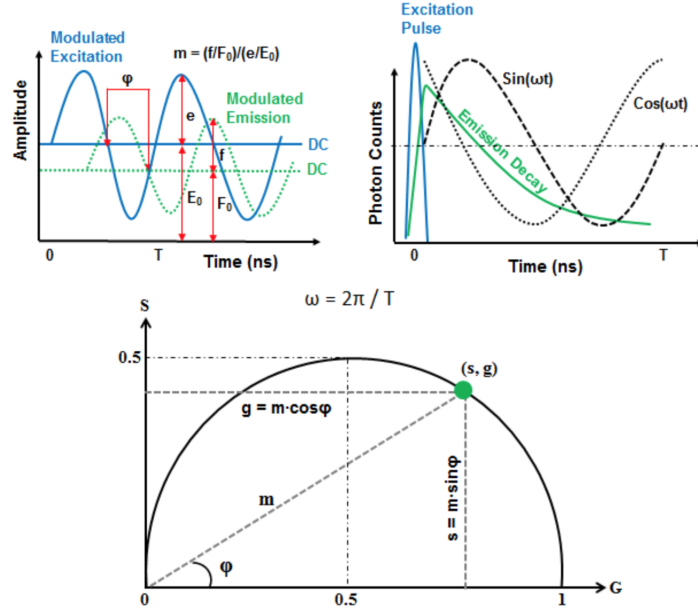 Modulated
Excitation
m = (f/F₀)/(e/E₀)
φ
Modulated
Emission
e
f
DC
DC
E₀
F₀
Amplitude
0
T
Time (ns)
Excitation
Pulse
Sin(ωt)
Cos(ωt)
Emission Decay
Photon Counts
0
Time (ns)
T
ω = 2π / T
S
0.5
(s, g)
g = m·cosφ
s = m·sinφ
m
φ
0
0.5
1
G